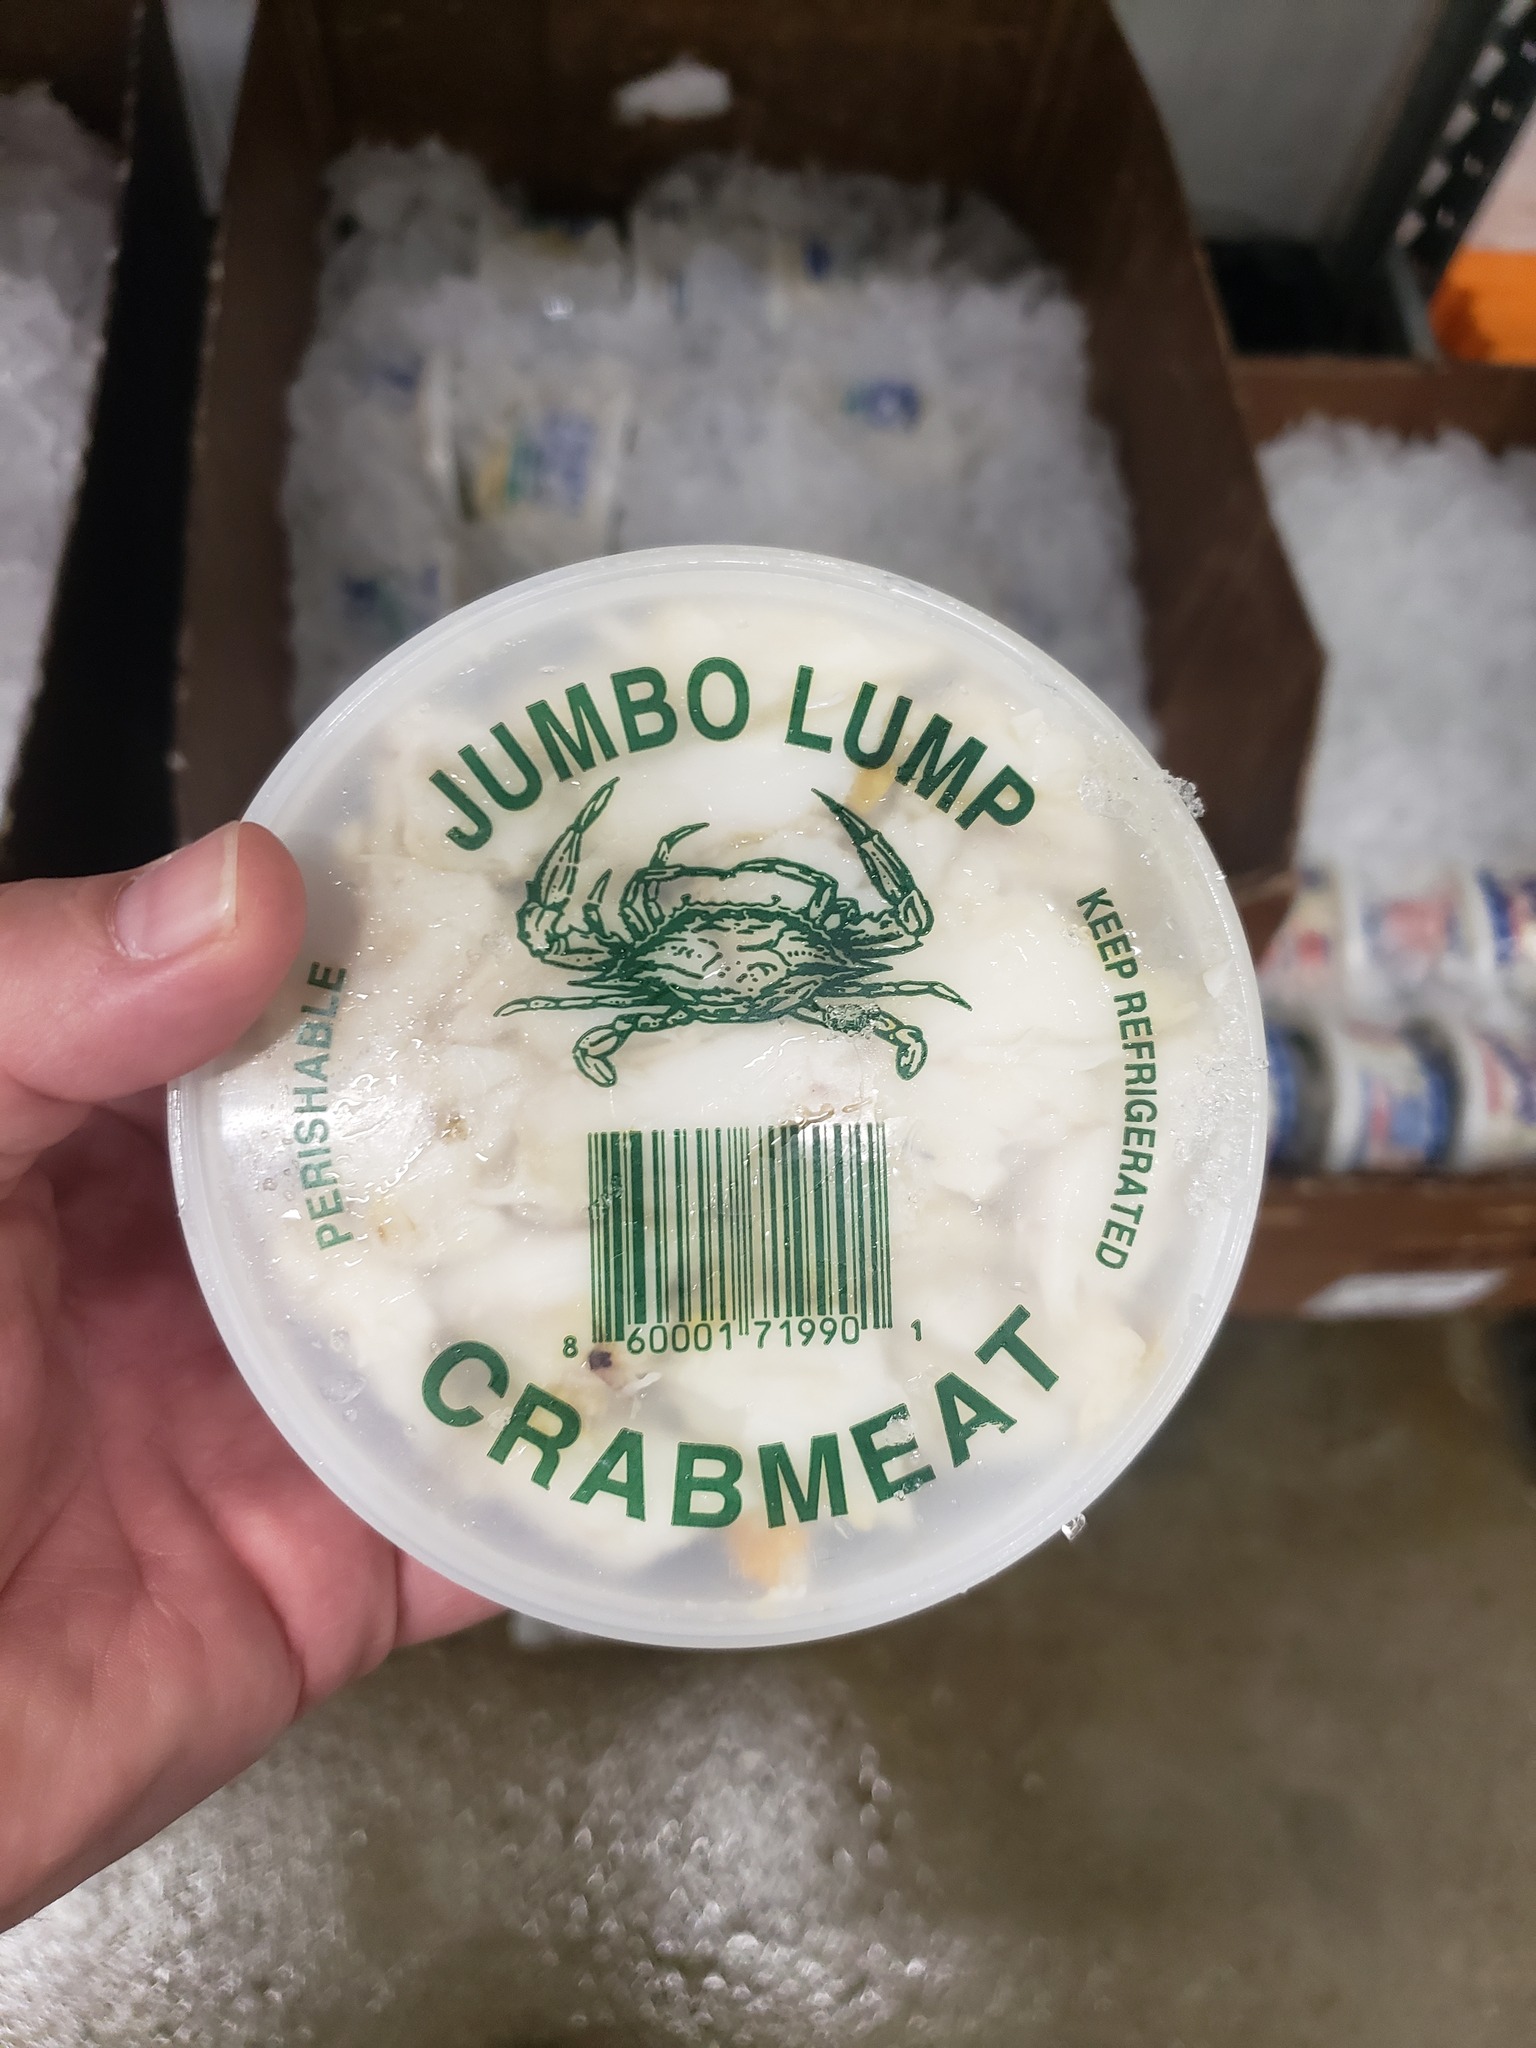 JUMBO LUMP
PERISHABLE
KEEP REFRIGERATED
8 60001 71990 1
CRABMEAT